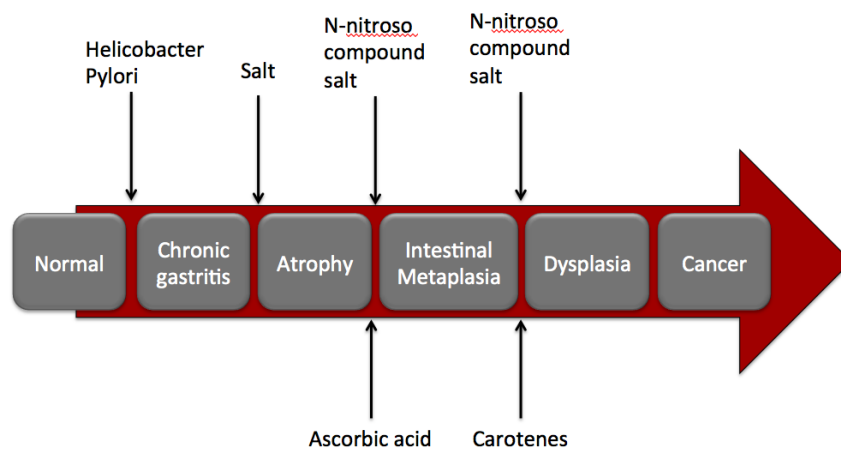 Helicobacter
Pylori
Salt
N-nitroso
compound
salt
N-nitroso
compound
salt
Normal
Chronic
gastritis
Atrophy
Intestinal
Metaplasia
Dysplasia
Cancer
Ascorbic acid
Carotenes